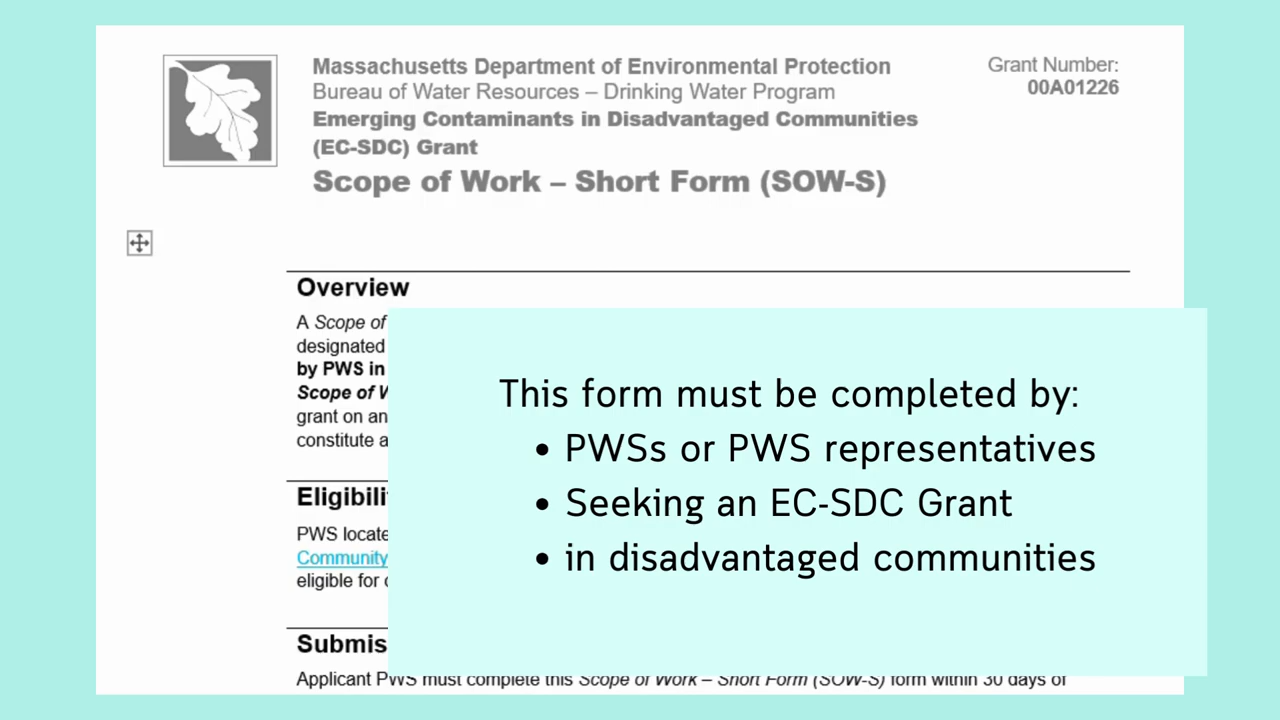 Massachusetts Department of Environmental Protection
Bureau of Water Resources – Drinking Water Program
Emerging Contaminants in Disadvantaged Communities
(EC-SDC) Grant
Scope of Work – Short Form (SOW-S)
Grant Number:
00A01226
Overview
A Scope of
designated
by PWS in
Scope of
grant on an
constitute
Eligibili
PWS locate
Community
eligible for
Submis
Applicant PWS must complete this Scope of Work – Short Form (SOW-S) form within 30 days of
This form must be completed by:
• PWSs or PWS representatives
• Seeking an EC-SDC Grant
• in disadvantaged communities